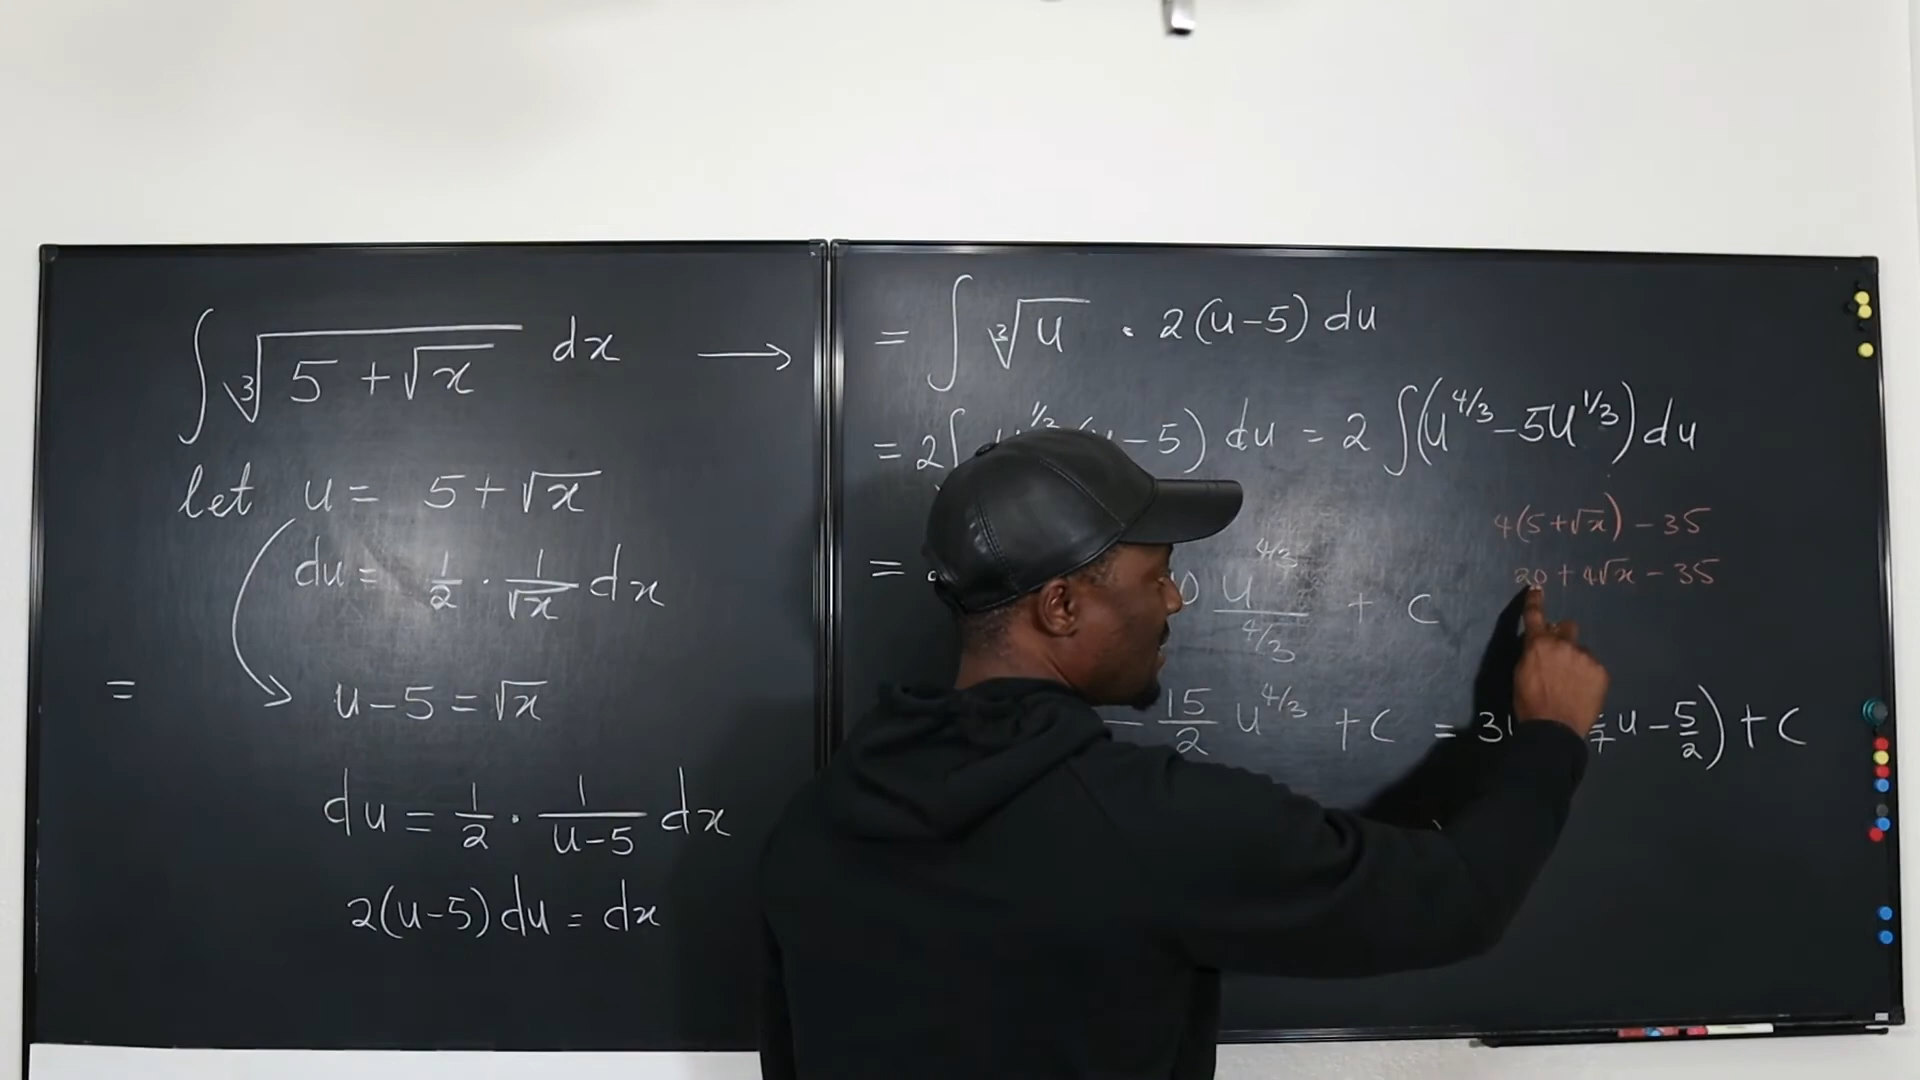 ∫ ∛(5 + √x) dx ⟶
let u = 5 + √x
du = 1/2 · 1/√x dx
=
u − 5 = √x
du = 1/2 · 1/(u−5) dx
2(u−5) du = dx
= ∫ ∛u · 2(u−5) du
= 2∫ − 5) du = 2 ∫(u^(4/3) − 5u^(1/3)) du
4(5+√x) − 35
20 + 4√x − 35
= u^(4/3)/(4/3) + C
− 15/2 u^(4/3) + C = u − 5/2) + C